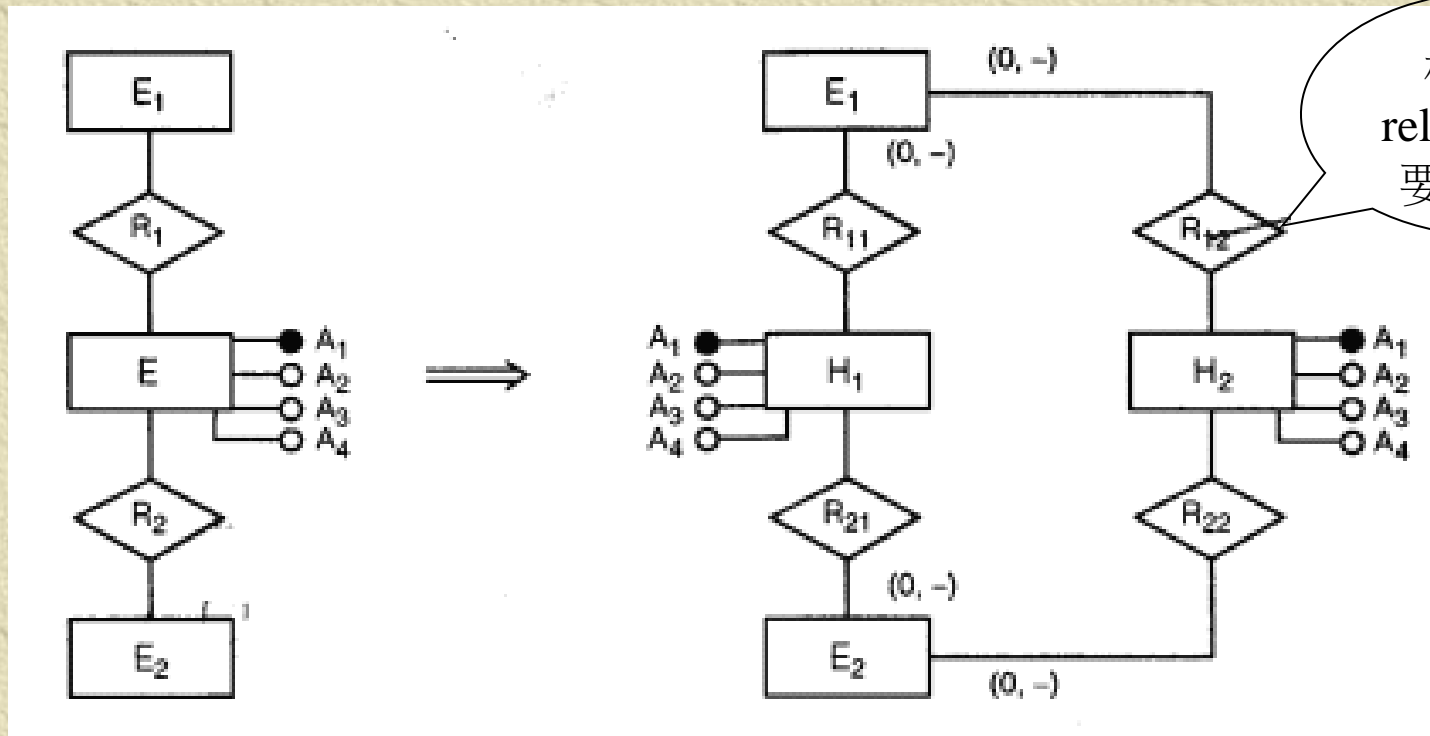 E₁
R₁
E
A₁
A₂
A₃
A₄
R₂
E₂
E₁
(0, –)
(0, –)
R₁₁
R₁₂
A₁
A₂
A₃
A₄
H₁
H₂
A₁
A₂
A₃
A₄
R₂₁
R₂₂
(0, –)
E₂
(0, –)
rel
要